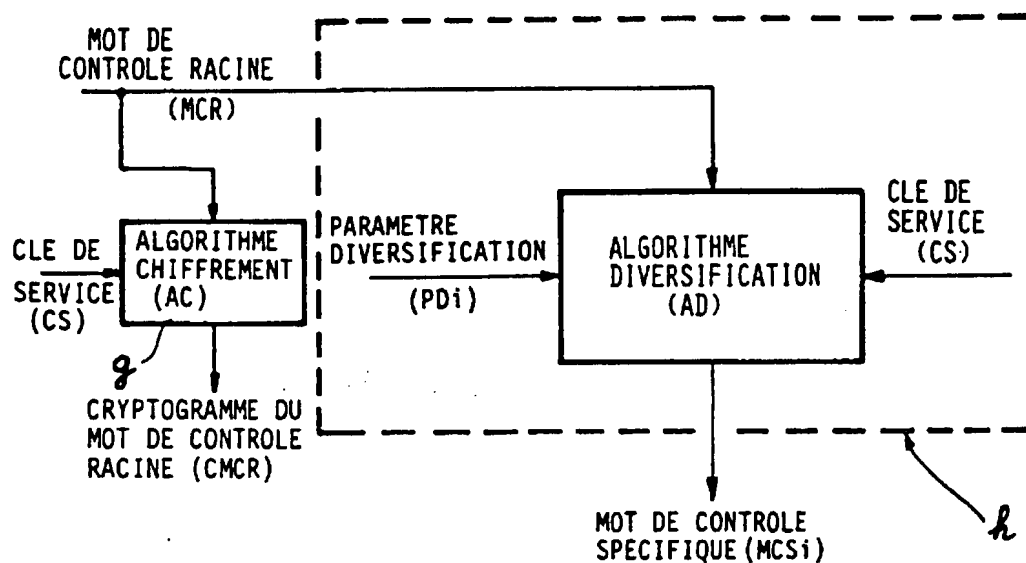 MOT DE
CONTROLE RACINE
(MCR)
CLE DE
SERVICE
(CS)
ALGORITHME
CHIFFREMENT
(AC)
g
CRYPTOGRAMME DU
MOT DE CONTROLE
RACINE (CMCR)
PARAMETRE
DIVERSIFICATION
(PDi)
ALGORITHME
DIVERSIFICATION
(AD)
CLE DE
SERVICE
(CS)
MOT DE CONTROLE
SPECIFIQUE (MCSi)
h